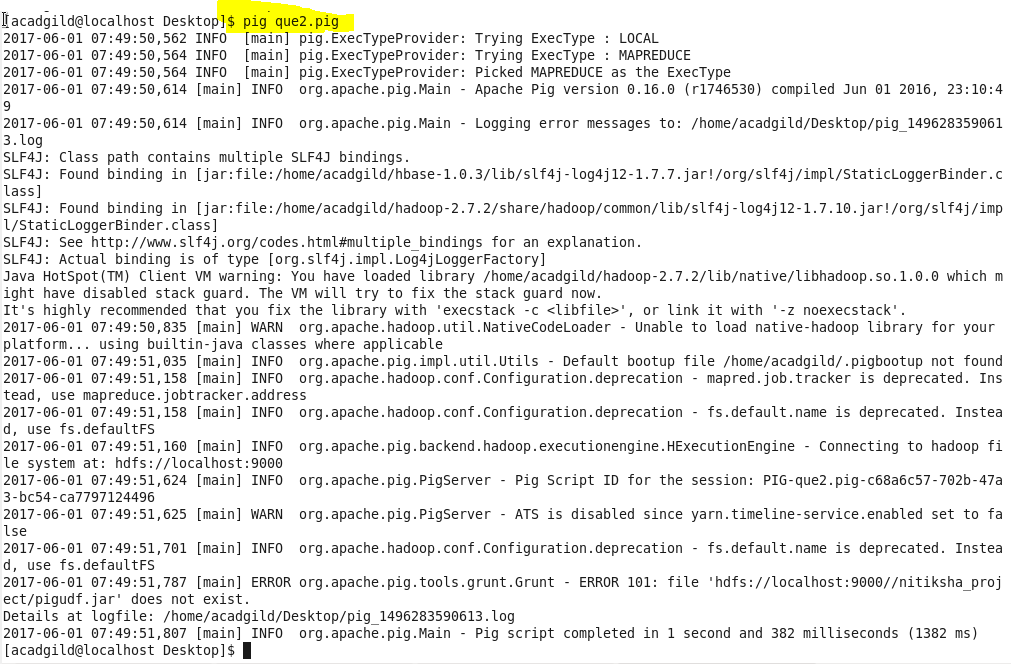 [acadgild@localhost Desktop]$ pig que2.pig
2017-06-01 07:49:50,562 INFO  [main] pig.ExecTypeProvider: Trying ExecType : LOCAL
2017-06-01 07:49:50,564 INFO  [main] pig.ExecTypeProvider: Trying ExecType : MAPREDUCE
2017-06-01 07:49:50,564 INFO  [main] pig.ExecTypeProvider: Picked MAPREDUCE as the ExecType
2017-06-01 07:49:50,614 [main] INFO  org.apache.pig.Main - Apache Pig version 0.16.0 (r1746530) compiled Jun 01 2016, 23:10:4
9
2017-06-01 07:49:50,614 [main] INFO  org.apache.pig.Main - Logging error messages to: /home/acadgild/Desktop/pig_149628359061
3.log
SLF4J: Class path contains multiple SLF4J bindings.
SLF4J: Found binding in [jar:file:/home/acadgild/hbase-1.0.3/lib/slf4j-log4j12-1.7.7.jar!/org/slf4j/impl/StaticLoggerBinder.c
lass]
SLF4J: Found binding in [jar:file:/home/acadgild/hadoop-2.7.2/share/hadoop/common/lib/slf4j-log4j12-1.7.10.jar!/org/slf4j/imp
l/StaticLoggerBinder.class]
SLF4J: See http://www.slf4j.org/codes.html#multiple_bindings for an explanation.
SLF4J: Actual binding is of type [org.slf4j.impl.Log4jLoggerFactory]
Java HotSpot(TM) Client VM warning: You have loaded library /home/acadgild/hadoop-2.7.2/lib/native/libhadoop.so.1.0.0 which m
ight have disabled stack guard. The VM will try to fix the stack guard now.
It's highly recommended that you fix the library with 'execstack -c <libfile>', or link it with '-z noexecstack'.
2017-06-01 07:49:50,835 [main] WARN  org.apache.hadoop.util.NativeCodeLoader - Unable to load native-hadoop library for your
platform... using builtin-java classes where applicable
2017-06-01 07:49:51,035 [main] INFO  org.apache.pig.impl.util.Utils - Default bootup file /home/acadgild/.pigbootup not found
2017-06-01 07:49:51,158 [main] INFO  org.apache.hadoop.conf.Configuration.deprecation - mapred.job.tracker is deprecated. Ins
tead, use mapreduce.jobtracker.address
2017-06-01 07:49:51,158 [main] INFO  org.apache.hadoop.conf.Configuration.deprecation - fs.default.name is deprecated. Instea
d, use fs.defaultFS
2017-06-01 07:49:51,160 [main] INFO  org.apache.pig.backend.hadoop.executionengine.HExecutionEngine - Connecting to hadoop fi
le system at: hdfs://localhost:9000
2017-06-01 07:49:51,624 [main] INFO  org.apache.pig.PigServer - Pig Script ID for the session: PIG-que2.pig-c68a6c57-702b-47a
3-bc54-ca7797124496
2017-06-01 07:49:51,625 [main] WARN  org.apache.pig.PigServer - ATS is disabled since yarn.timeline-service.enabled set to fa
lse
2017-06-01 07:49:51,701 [main] INFO  org.apache.hadoop.conf.Configuration.deprecation - fs.default.name is deprecated. Instea
d, use fs.defaultFS
2017-06-01 07:49:51,787 [main] ERROR org.apache.pig.tools.grunt.Grunt - ERROR 101: file 'hdfs://localhost:9000//nitiksha_proj
ect/pigudf.jar' does not exist.
Details at logfile: /home/acadgild/Desktop/pig_1496283590613.log
2017-06-01 07:49:51,807 [main] INFO  org.apache.pig.Main - Pig script completed in 1 second and 382 milliseconds (1382 ms)
[acadgild@localhost Desktop]$